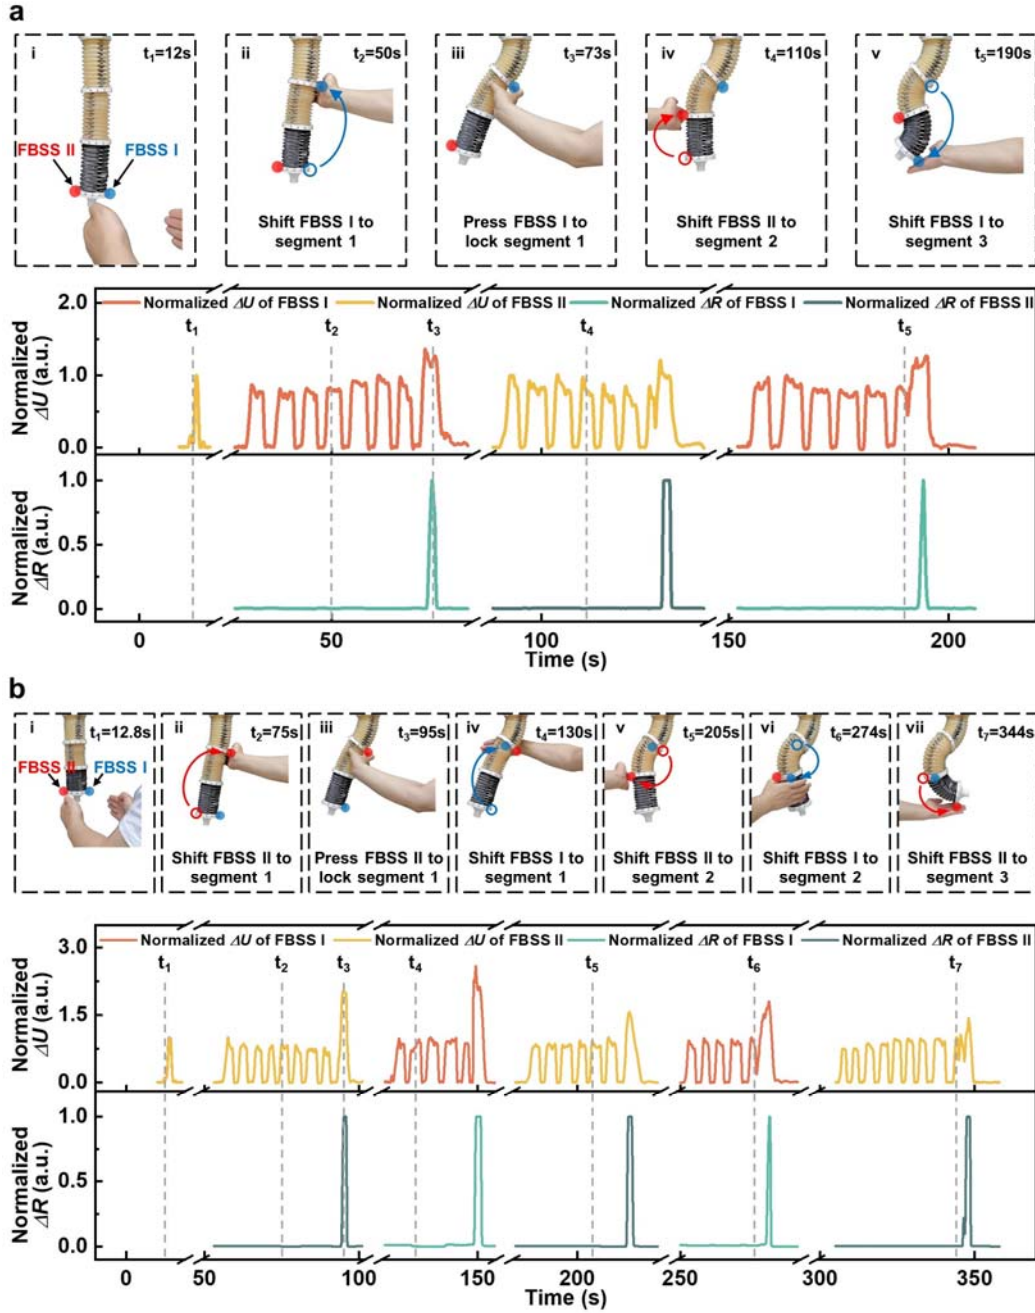 a
i
t₁=12s
FBSS II
FBSS I
ii
t₂=50s
Shift FBSS I to
segment 1
iii
t₃=73s
Press FBSS I to
lock segment 1
iv
t₄=110s
Shift FBSS II to
segment 2
v
t₅=190s
Shift FBSS I to
segment 3
Normalized ΔU of FBSS I
Normalized ΔU of FBSS II
Normalized ΔR of FBSS I
Normalized ΔR of FBSS II
t₁
t₂
t₃
t₄
t₅
Normalized
ΔU (a.u.)
2.0
1.0
0.0
Normalized
ΔR (a.u.)
1.0
0.5
0.0
0
50
100
150
200
Time (s)
b
i
t₁=12.8s
FBSS II
FBSS I
ii
t₂=75s
Shift FBSS II to
segment 1
iii
t₃=95s
Press FBSS II to
lock segment 1
iv
t₄=130s
Shift FBSS I to
segment 1
v
t₅=205s
Shift FBSS II to
segment 2
vi
t₆=274s
Shift FBSS I to
segment 2
vii
t₇=344s
Shift FBSS II to
segment 3
Normalized ΔU of FBSS I
Normalized ΔU of FBSS II
Normalized ΔR of FBSS I
Normalized ΔR of FBSS II
t₁
t₂
t₃
t₄
t₅
t₆
t₇
Normalized
ΔU (a.u.)
3.0
1.5
0.0
Normalized
ΔR (a.u.)
1.0
0.5
0.0
0
50
100
150
200
250
300
350
Time (s)